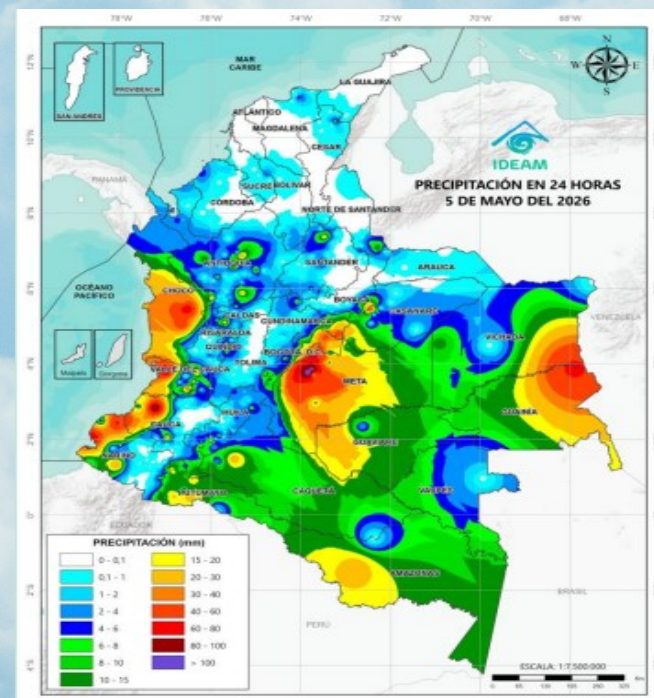 78°W 76°W 74°W 72°W 70°W 68°W
12°N
10°N
8°N
6°N
4°N
2°N
0°
2°S
4°S
SAN ANDRÉS
PROVIDENCIA
MAR
CARIBE
N
W E
S
IDEAM
PRECIPITACIÓN EN 24 HORAS
5 DE MAYO DEL 2026
LA GUAJIRA
ATLÁNTICO
MAGDALENA
CESAR
SUCRE
BOLÍVAR
CÓRDOBA
NORTE DE SANTANDER
PANAMÁ
VENEZUELA
ANTIOQUIA
SANTANDER
ARAUCA
OCÉANO
PACÍFICO
CHOCÓ
BOYACÁ
CASANARE
CALDAS
RISARALDA
CUNDINAMARCA
VICHADA
QUINDÍO
BOGOTÁ, D.C.
TOLIMA
Malpelo
Gorgona
VALLE DEL CAUCA
META
HUILA
CAUCA
GUAINÍA
GUAVIARE
NARIÑO
PUTUMAYO
CAQUETÁ
VAUPÉS
ECUADOR
AMAZONAS
PERÚ
BRASIL
PRECIPITACIÓN (mm)
0 - 0,1 15 - 20
0,1 - 1 20 - 30
1 - 2 30 - 40
2 - 4 40 - 60
4 - 6 60 - 80
6 - 8 80 - 100
8 - 10 > 100
10 - 15
ESCALA: 1:7.500.000